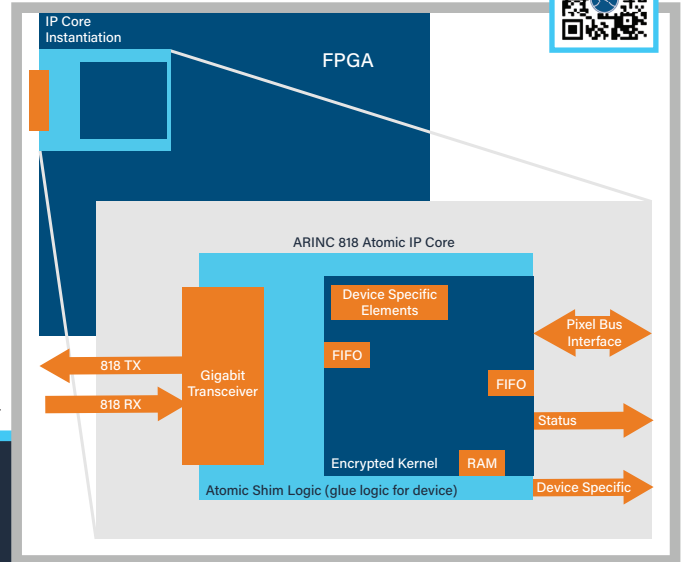 IP Core
Instantiation
FPGA
ARINC 818 Atomic IP Core
Device Specific
Elements
Pixel Bus
Interface
FIFO
818 TX
Gigabit
Transceiver
FIFO
818 RX
Status
Encrypted Kernel
RAM
Atomic Shim Logic (glue logic for device)
Device Specific